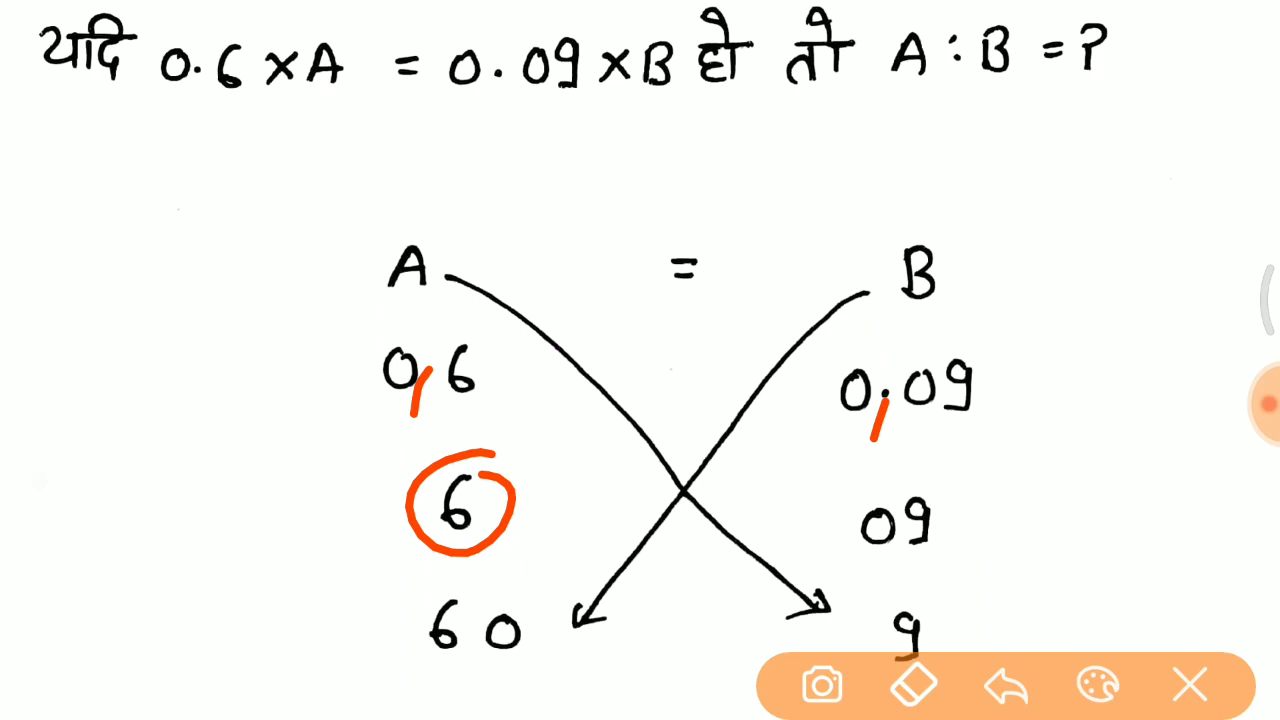 यदि 0.6 × A = 0.09 × B हो तो A : B = ?
A = B
0.6 0.09
6 09
60 9